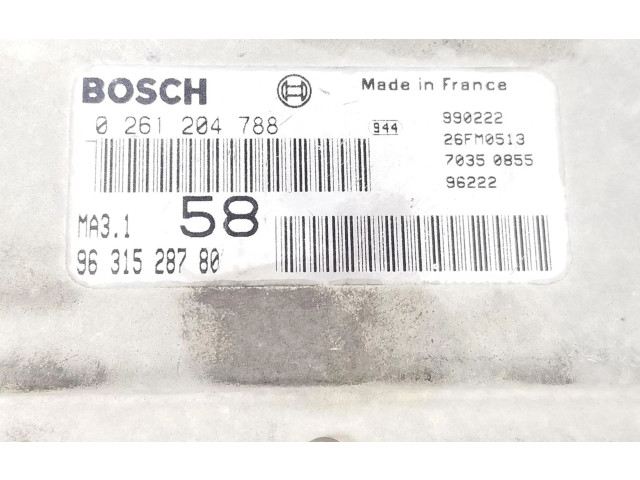 BOSCH
Made in France
0 261 204 788
944
990222
26FM0513
7035 0855
96222
MA3.1
58
96 315 287 80